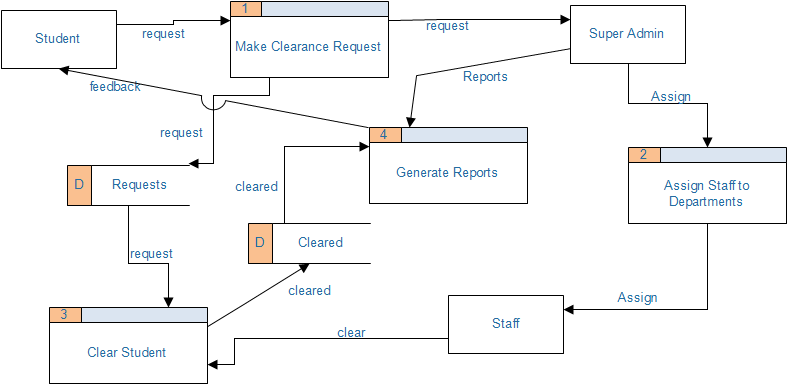 1
Student
request
Make Clearance Request
request
Super Admin
feedback
Reports
Assign
request
4
Generate Reports
2
Assign Staff to
Departments
D
Requests
cleared
D
Cleared
request
cleared
Assign
3
Clear Student
clear
Staff